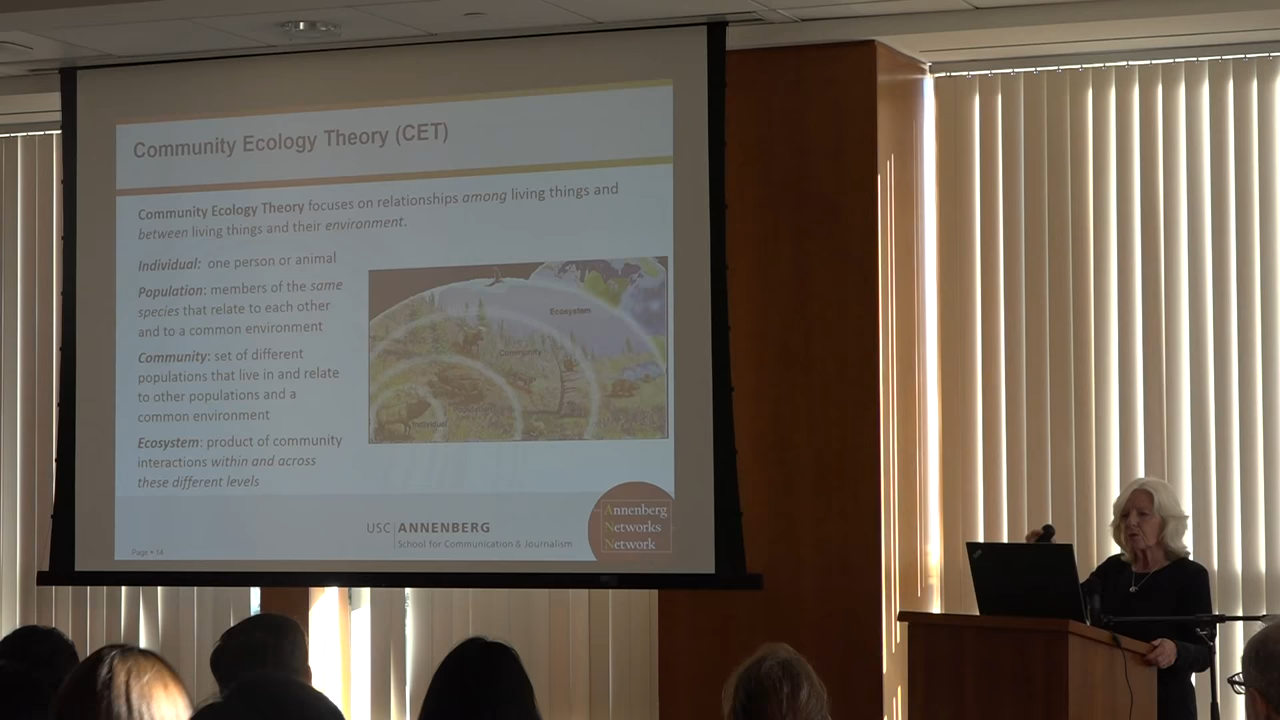 Community Ecology Theory (CET)
Community Ecology Theory focuses on relationships among living things and
between living things and their environment.
Individual: one person or animal
Population: members of the same
species that relate to each other
and to a common environment
Community: set of different
populations that live in and relate
to other populations and a
common environment
Ecosystem: product of community
interactions within and across
these different levels
Ecosystem
Community
Individual
USC ANNENBERG
School for Communication & Journalism
Annenberg
Networks
Network
Page • 14